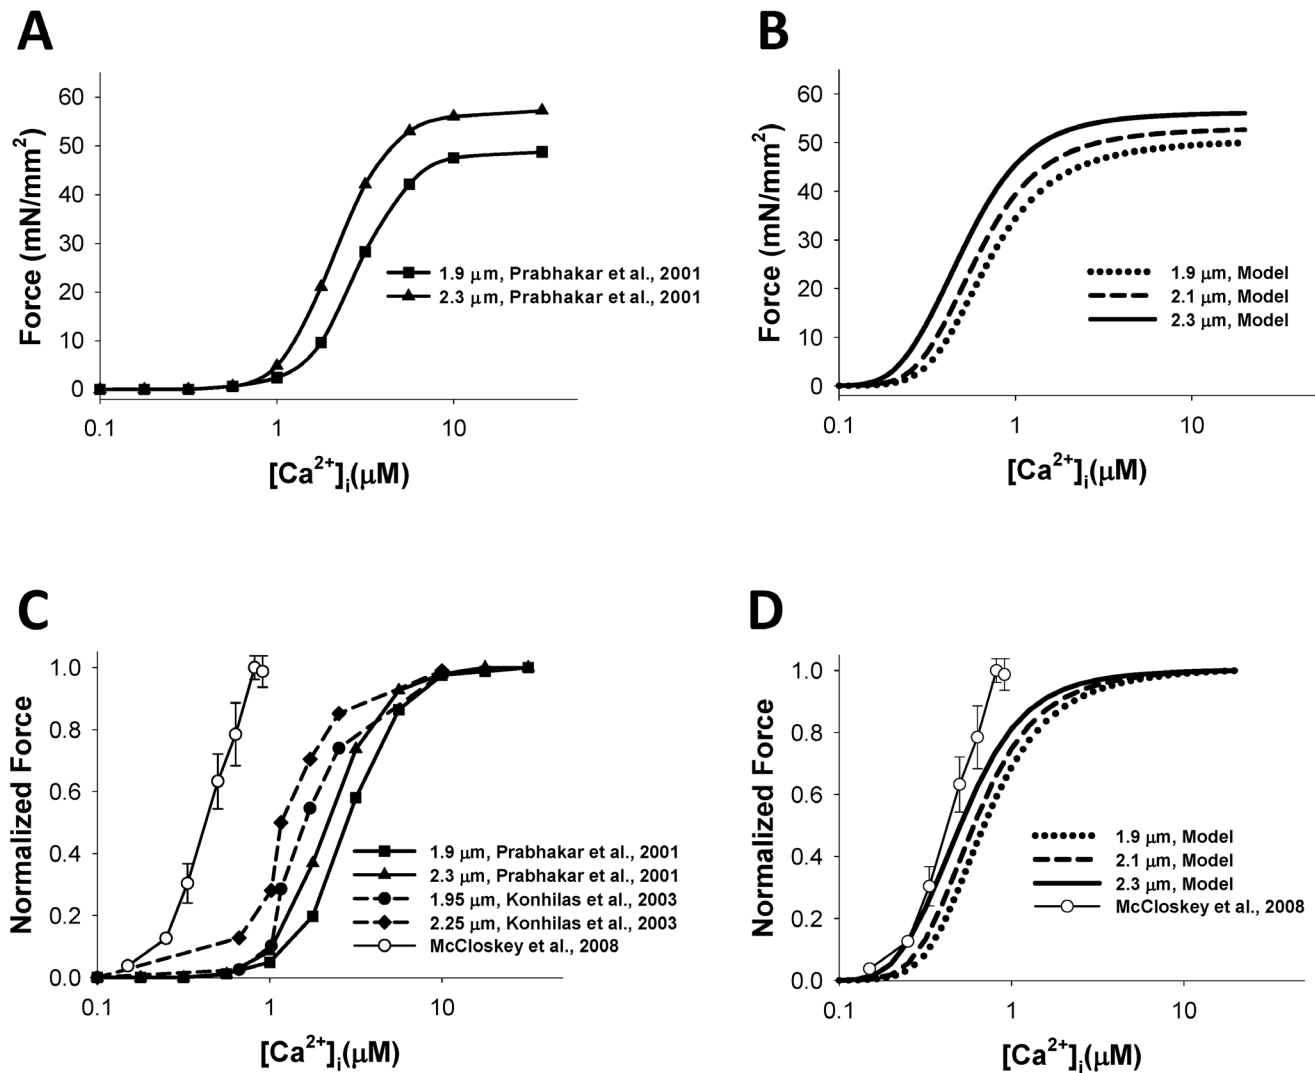 A
60
50
40
30
20
10
0
Force (mN/mm²)
1.9 μm, Prabhakar et al., 2001
2.3 μm, Prabhakar et al., 2001
0.1
1
10
[Ca²⁺]ᵢ(μM)
B
60
50
40
30
20
10
0
Force (mN/mm²)
1.9 μm, Model
2.1 μm, Model
2.3 μm, Model
0.1
1
10
[Ca²⁺]ᵢ(μM)
C
1.0
0.8
0.6
0.4
0.2
0.0
Normalized Force
1.9 μm, Prabhakar et al., 2001
2.3 μm, Prabhakar et al., 2001
1.95 μm, Konhilas et al., 2003
2.25 μm, Konhilas et al., 2003
McCloskey et al., 2008
0.1
1
10
[Ca²⁺]ᵢ(μM)
D
1.0
0.8
0.6
0.4
0.2
0.0
Normalized Force
1.9 μm, Model
2.1 μm, Model
2.3 μm, Model
McCloskey et al., 2008
0.1
1
10
[Ca²⁺]ᵢ(μM)